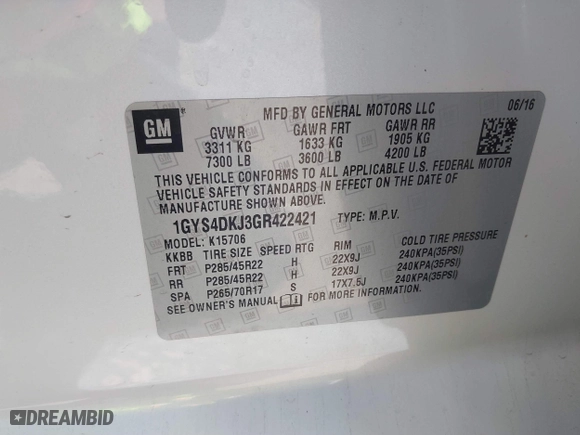 MFD BY GENERAL MOTORS LLC 06/16
GM
GVWR GAWR FRT GAWR RR
3311 KG 1633 KG 1905 KG
7300 LB 3600 LB 4200 LB
THIS VEHICLE CONFORMS TO ALL APPLICABLE U.S. FEDERAL MOTOR
VEHICLE SAFETY STANDARDS IN EFFECT ON THE DATE OF
MANUFACTURE SHOWN ABOVE.
1GYS4DKJ3GR422421 TYPE: M.P.V.
MODEL: K15706
KKBB TIRE SIZE SPEED RTG RIM COLD TIRE PRESSURE
FRT P285/45R22 H 22X9J 240KPA(35PSI)
RR P285/45R22 H 22X9J 240KPA(35PSI)
SPA P265/70R17 S 17X7.5J 240KPA(35PSI)
SEE OWNER'S MANUAL FOR MORE INFORMATION.
DREAMBID